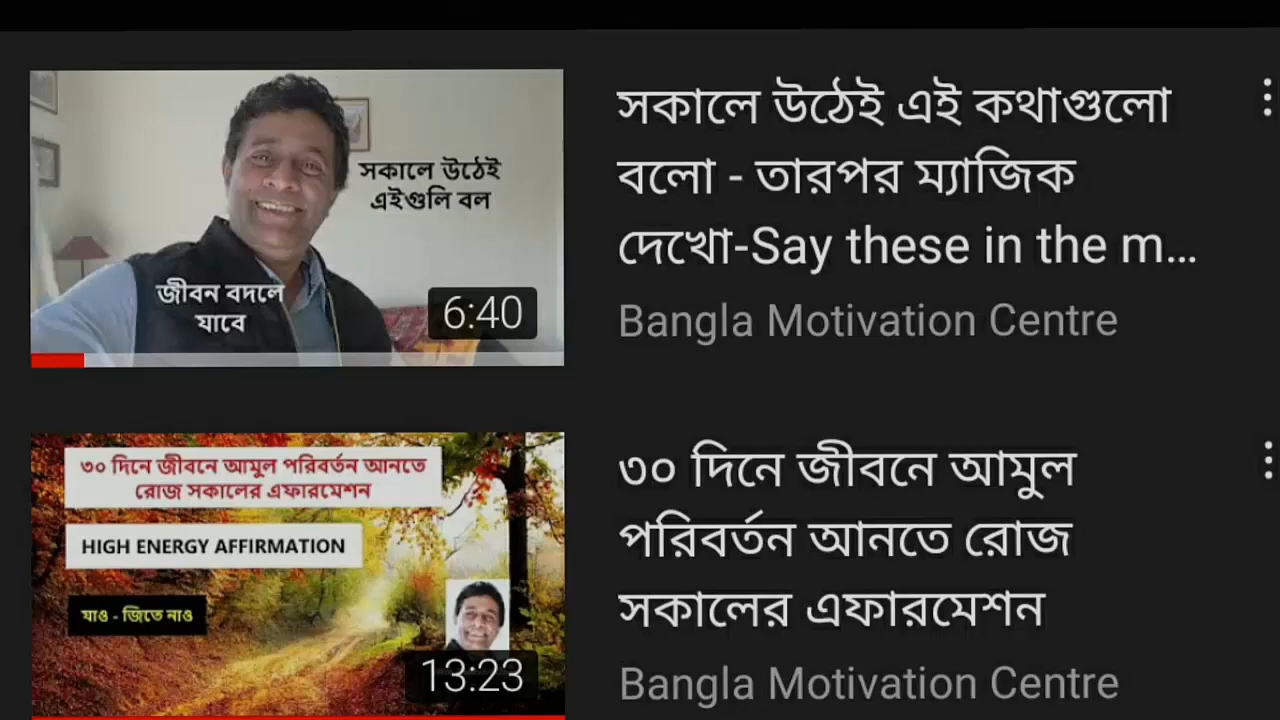 সকালে উঠেই
এইগুলি বল
জীবন বদলে
যাবে
6:40
সকালে উঠেই এই কথাগুলো
বলো - তারপর ম্যাজিক
দেখো-Say these in the m...
Bangla Motivation Centre
৩০ দিনে জীবনে আমুল পরিবর্তন আনতে
রোজ সকালের এফারমেশন
HIGH ENERGY AFFIRMATION
যাও - জিতে নাও
13:23
৩০ দিনে জীবনে আমুল
পরিবর্তন আনতে রোজ
সকালের এফারমেশন
Bangla Motivation Centre